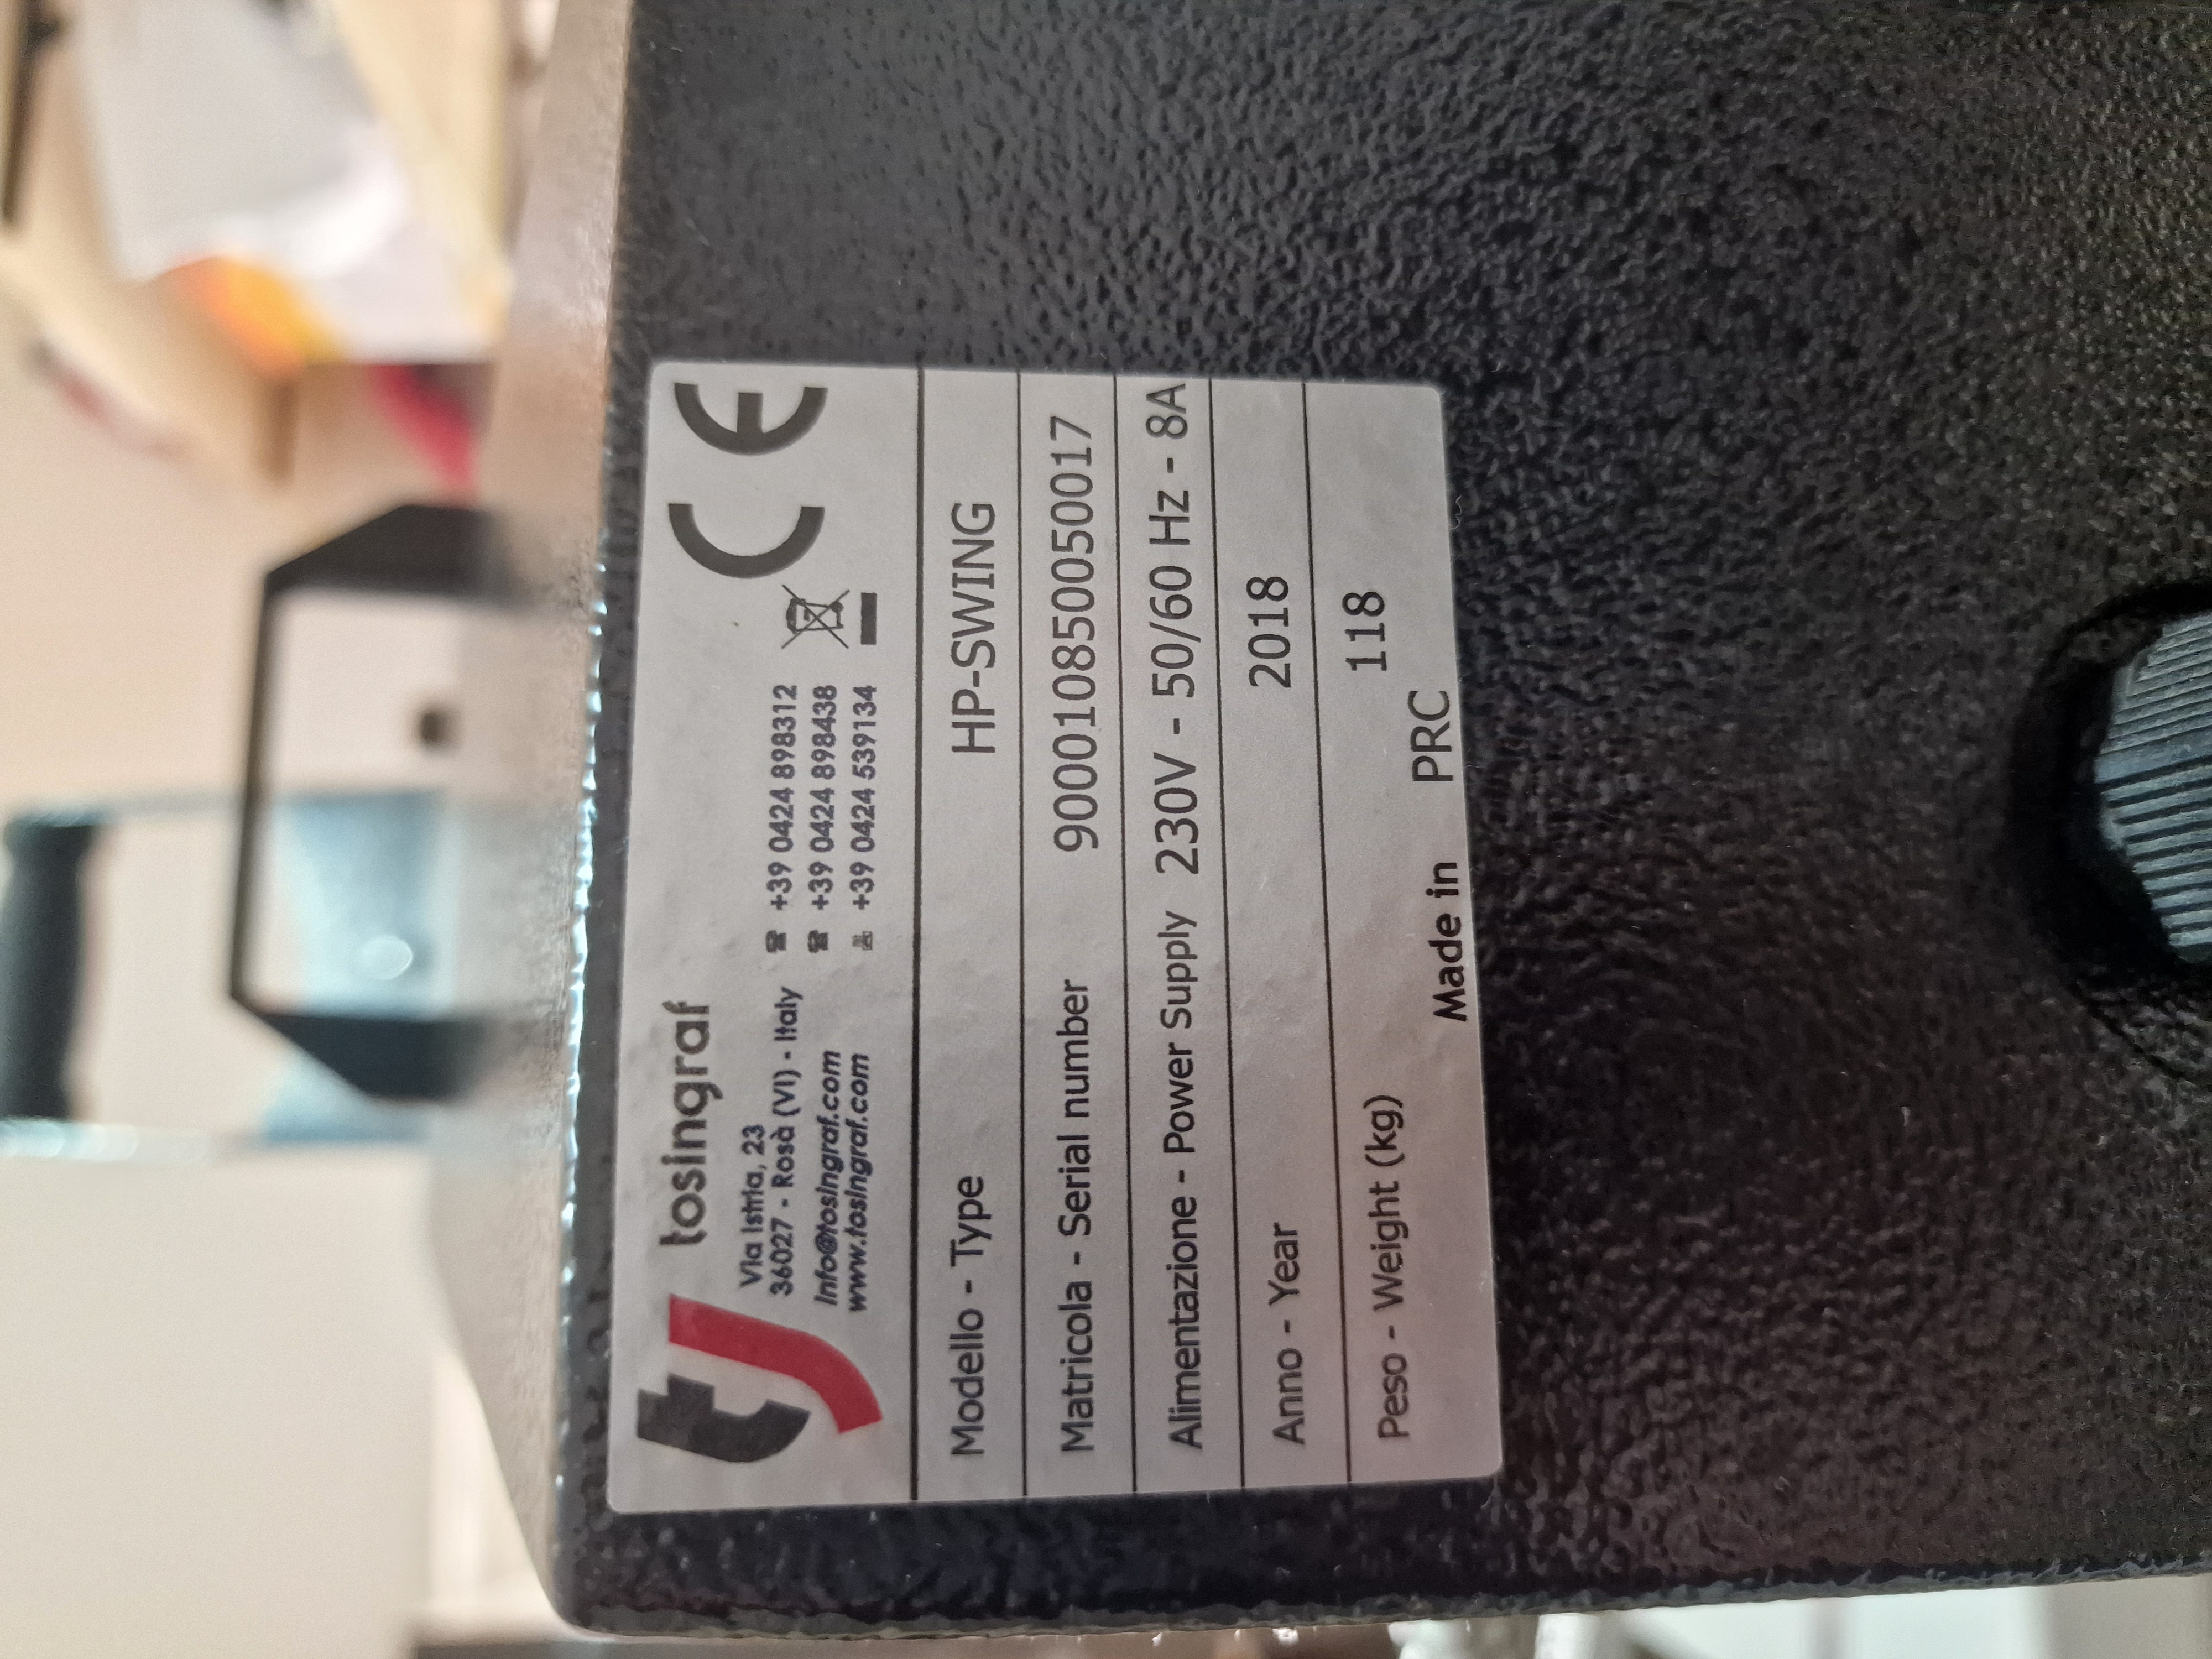 tj tosingraf
Via Istria, 23
36027 - Rosà (VI) - Italy
info@tosingraf.com
www.tosingraf.com
☎ +39 0424 898312
☎ +39 0424 898438
+39 0424 539134
CE
Modello - Type HP-SWING
Matricola - Serial number 9000108500050017
Alimentazione - Power Supply 230V - 50/60 Hz - 8A
Anno - Year 2018
Peso - Weight (kg) 118
Made in PRC